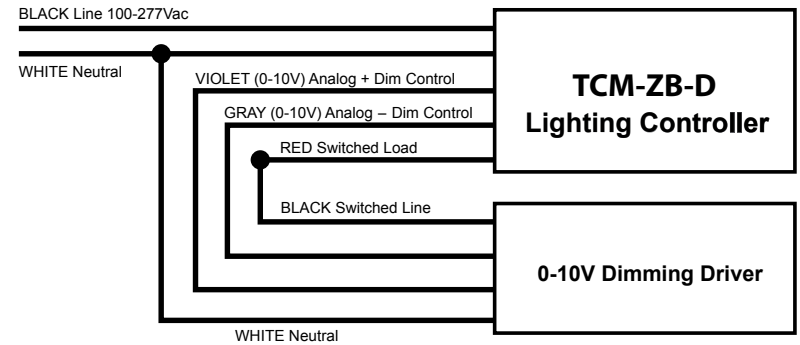 BLACK Line 100-277Vac
WHITE Neutral
VIOLET (0-10V) Analog + Dim Control
GRAY (0-10V) Analog – Dim Control
RED Switched Load
BLACK Switched Line
WHITE Neutral
TCM-ZB-D
Lighting Controller
0-10V Dimming Driver